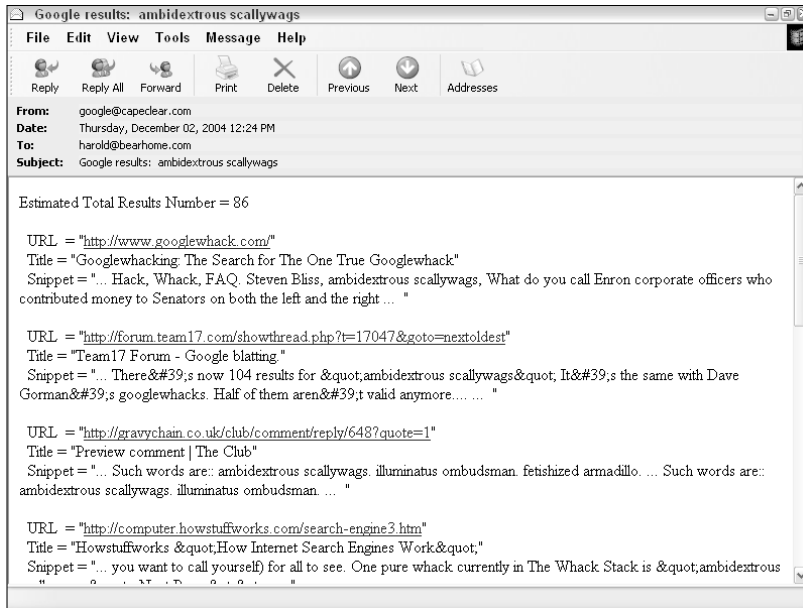 Google results: ambidextrous scallywags
File Edit View Tools Message Help
Reply Reply All Forward Print Delete Previous Next Addresses
From: google@capeclear.com
Date: Thursday, December 02, 2004 12:24 PM
To: harold@bearhome.com
Subject: Google results: ambidextrous scallywags
Estimated Total Results Number = 86
URL = "http://www.googlewhack.com/"
Title = "Googlewhacking: The Search for The One True Googlewhack"
Snippet = "... Hack, Whack, FAQ. Steven Bliss, ambidextrous scallywags, What do you call Enron corporate officers who
contributed money to Senators on both the left and the right ... "
URL = "http://forum.team17.com/showthread.php?t=17047&goto=nextoldest"
Title = "Team17 Forum - Google blatting."
Snippet = "... There&#39;s now 104 results for &quot;ambidextrous scallywags&quot; It&#39;s the same with Dave
Gorman&#39;s googlewhacks. Half of them aren&#39;t valid anymore.... ... "
URL = "http://gravychain.co.uk/club/comment/reply/648?quote=1"
Title = "Preview comment | The Club"
Snippet = "... Such words are:: ambidextrous scallywags. illuminatus ombudsman. fetishized armadillo. ... Such words are::
ambidextrous scallywags. illuminatus ombudsman. ... "
URL = "http://computer.howstuffworks.com/search-engine3.htm"
Title = "Howstuffworks &quot;How Internet Search Engines Work&quot;"
Snippet = "... you want to call yourself) for all to see. One pure whack currently in The Whack Stack is &quot;ambidextrous